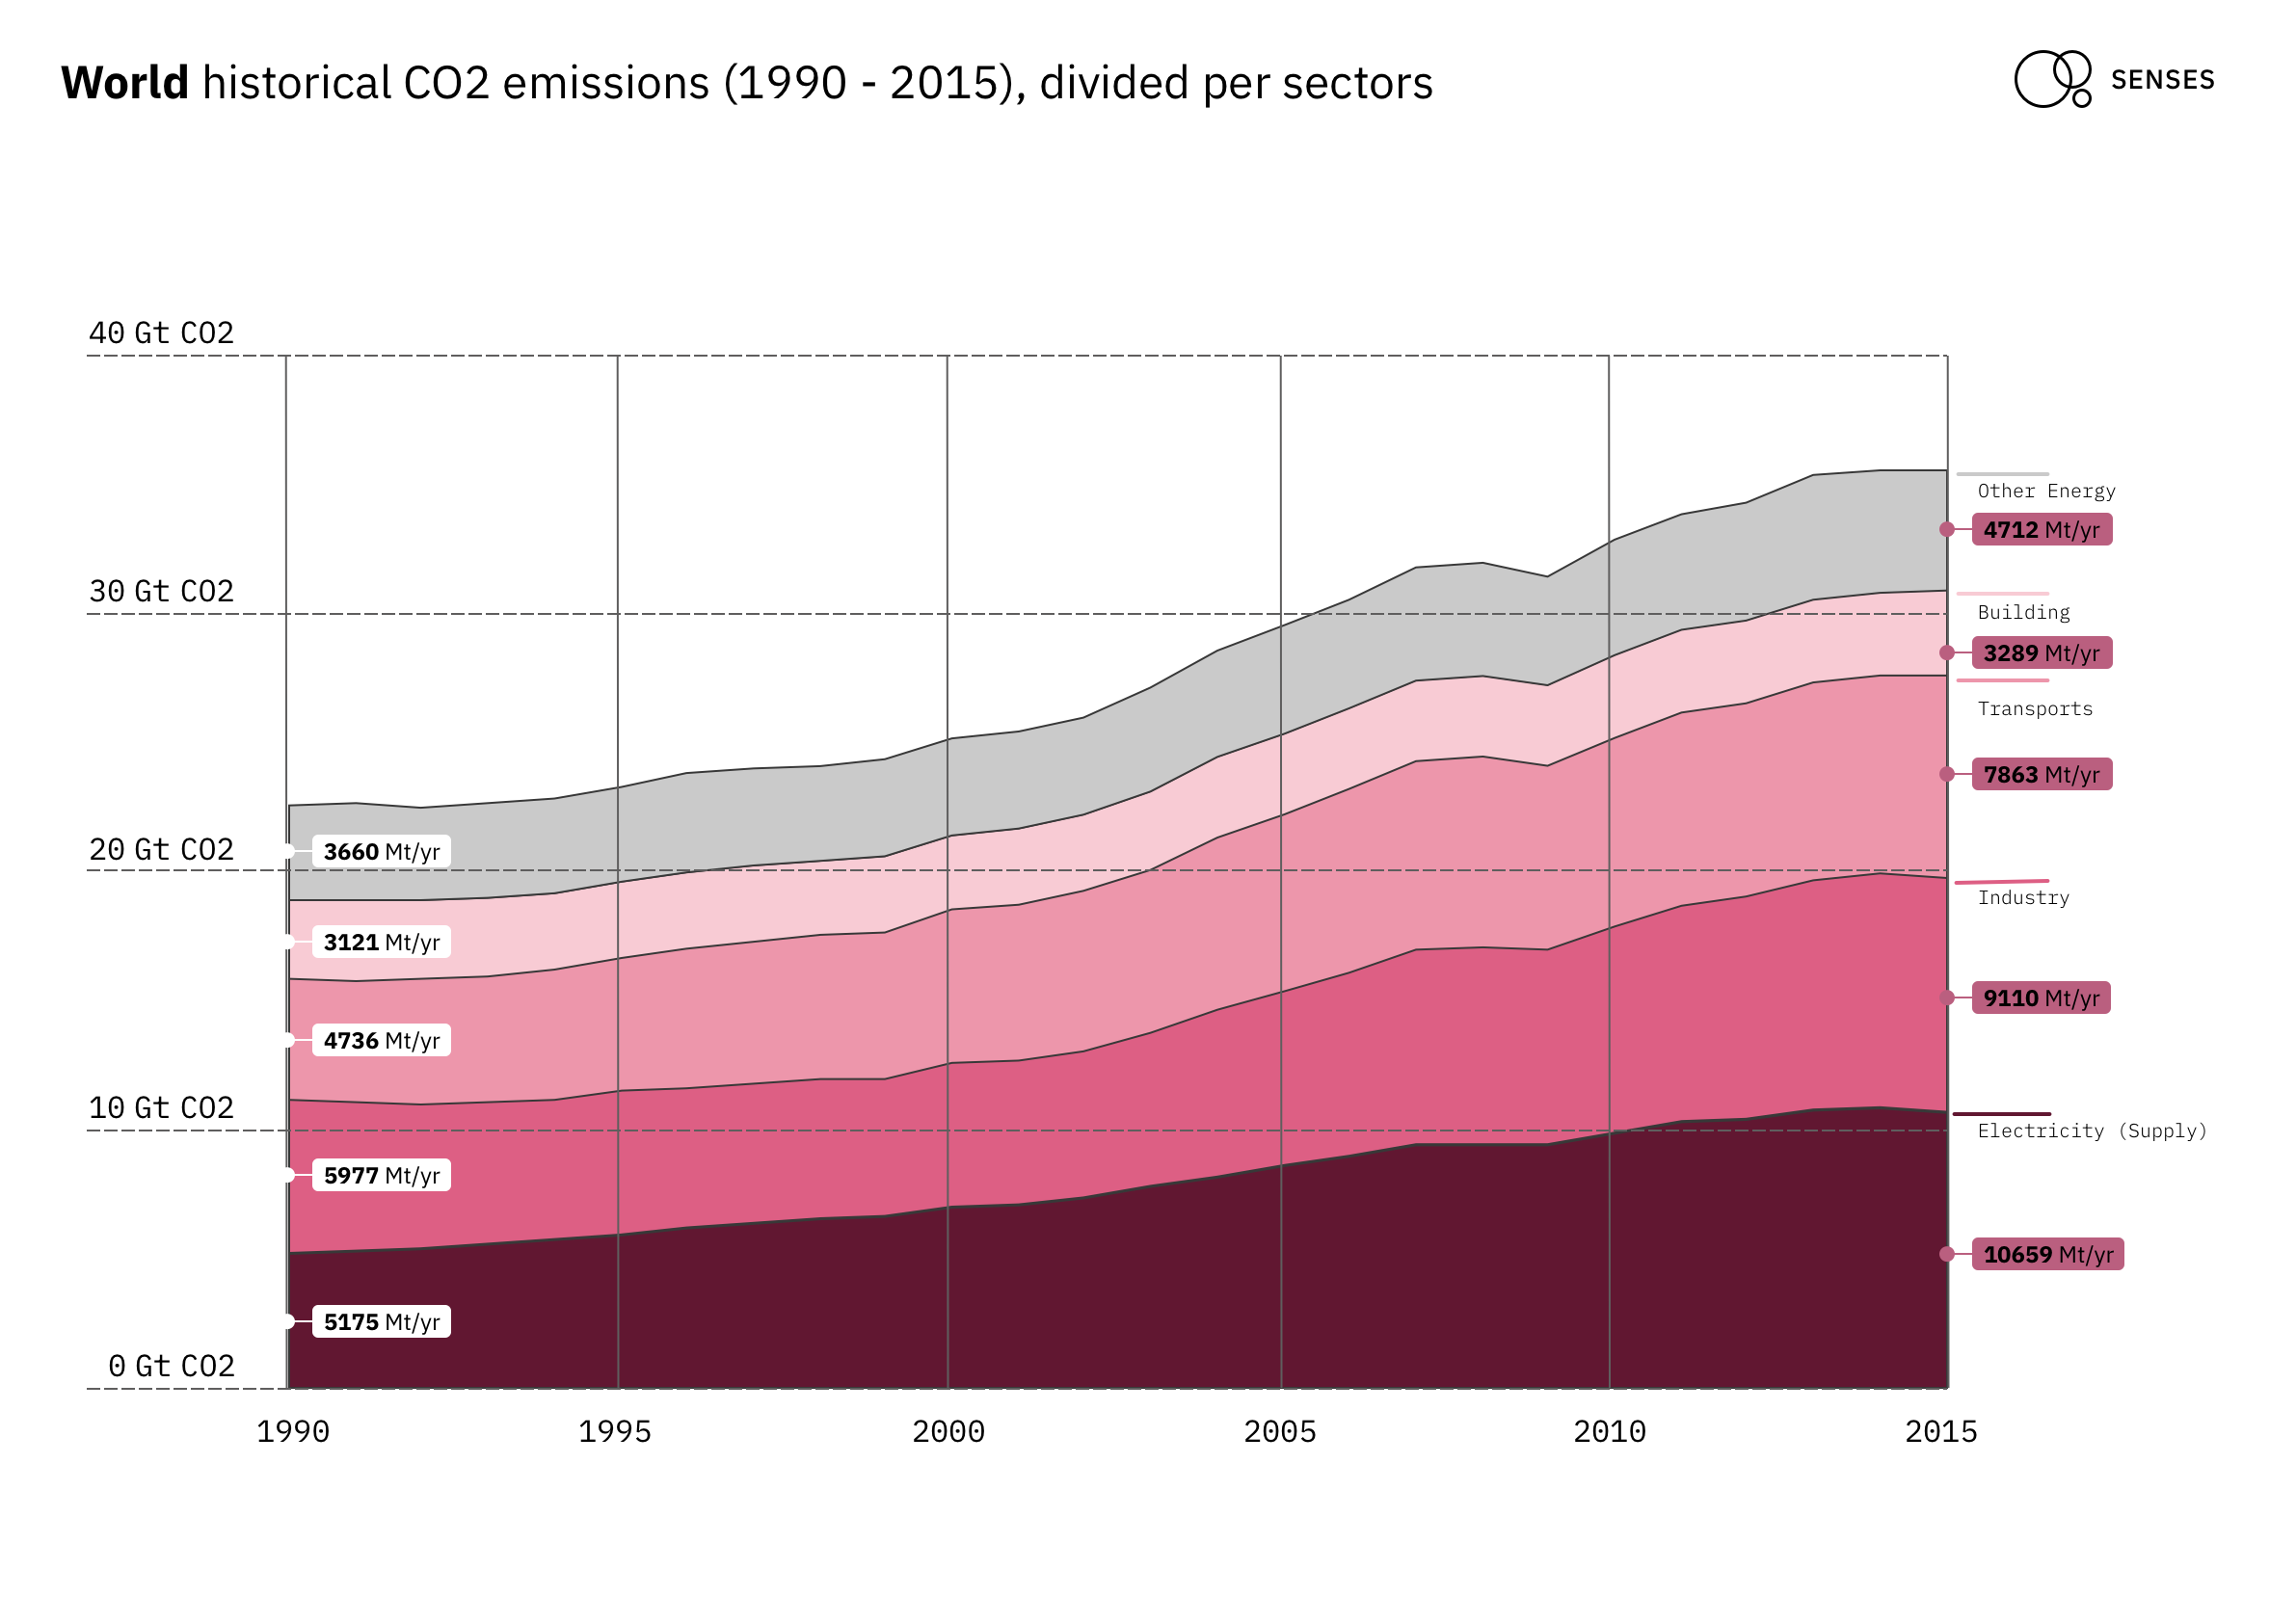 World historical CO2 emissions (1990 - 2015), divided per sectors
SENSES
40 Gt CO2
30 Gt CO2
20 Gt CO2
10 Gt CO2
0 Gt CO2
3660 Mt/yr
3121 Mt/yr
4736 Mt/yr
5977 Mt/yr
5175 Mt/yr
Other Energy
4712 Mt/yr
Building
3289 Mt/yr
Transports
7863 Mt/yr
Industry
9110 Mt/yr
Electricity (Supply)
10659 Mt/yr
1990 1995 2000 2005 2010 2015